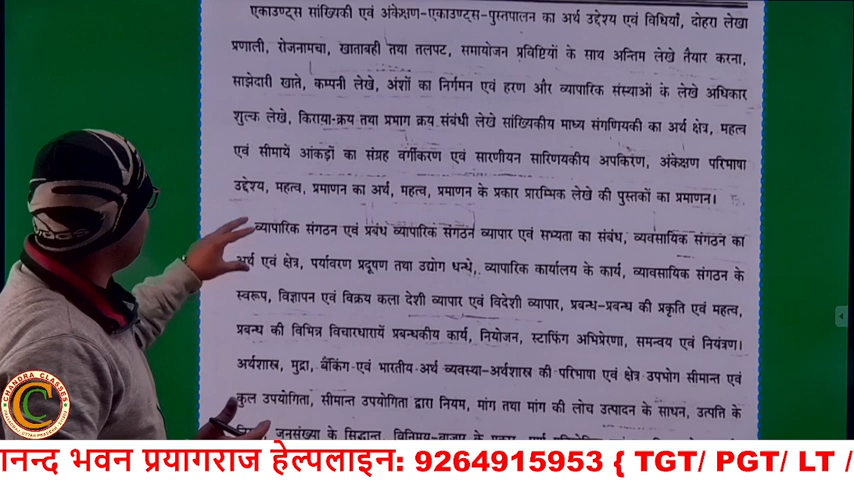 एकाउण्ट्स सांख्यिकी एवं अंकेक्षण-एकाउण्ट्स-पुस्तपालन का अर्थ उद्देश्य एवं विधियाँ, दोहरा लेखा
प्रणाली, रोजनामचा, खाताबही तथा तलपट, समायोजन प्रविष्टियों के साथ अन्तिम लेखे तैयार करना,
साझेदारी खाते, कम्पनी लेखे, अंशों का निर्गमन एवं हरण और व्यापारिक संस्थाओं के लेखे अधिकार
शुल्क लेखे, किराया-क्रय तथा प्रभाग क्रय संबंधी लेखे सांख्यिकीय माध्य संगणियकी का अर्थ क्षेत्र, महत्व
एवं सीमायें आंकड़ों का संग्रह वर्गीकरण एवं सारणीयन सारिणयकीय अपकिरण, अंकेक्षण परिभाषा
उद्देश्य, महत्व, प्रमाणन का अर्थ, महत्व, प्रमाणन के प्रकार प्रारम्भिक लेखे की पुस्तकों का प्रमाणन।
व्यापारिक संगठन एवं प्रबंध व्यापारिक संगठन व्यापार एवं सभ्यता का संबंध, व्यवसायिक संगठन का
अर्थ एवं क्षेत्र, पर्यावरण प्रदूषण तथा उद्योग धन्धे, व्यापारिक कार्यालय के कार्य, व्यावसायिक संगठन के
स्वरूप, विज्ञापन एवं विक्रय कला देशी व्यापार एवं विदेशी व्यापार, प्रबन्ध-प्रबन्ध की प्रकृति एवं महत्व,
प्रबन्ध की विभिन्न विचारधारायें प्रबन्धकीय कार्य, नियोजन, स्टाफिंग अभिप्रेरणा, समन्वय एवं नियंत्रण।
अर्थशास्त्र, मुद्रा, बैंकिंग एवं भारतीय अर्थ व्यवस्था-अर्थशास्त्र की परिभाषा एवं क्षेत्र उपभोग सीमान्त एवं
कुल उपयोगिता, सीमान्त उपयोगिता द्वारा नियम, मांग तथा मांग की लोच उत्पादन के साधन, उत्पति के
जनसंख्या के सिद्धान्त, विनिमय-बाजार के
CHANDRA CLASSES
नन्द भवन प्रयागराज हेल्पलाइन: 9264915953 { TGT/ PGT/ LT /